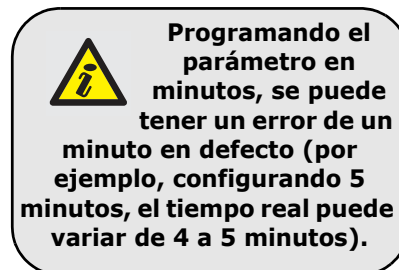 Programando el
parámetro en
minutos, se puede
tener un error de un
minuto en defecto (por
ejemplo, configurando 5
minutos, el tiempo real puede
variar de 4 a 5 minutos).